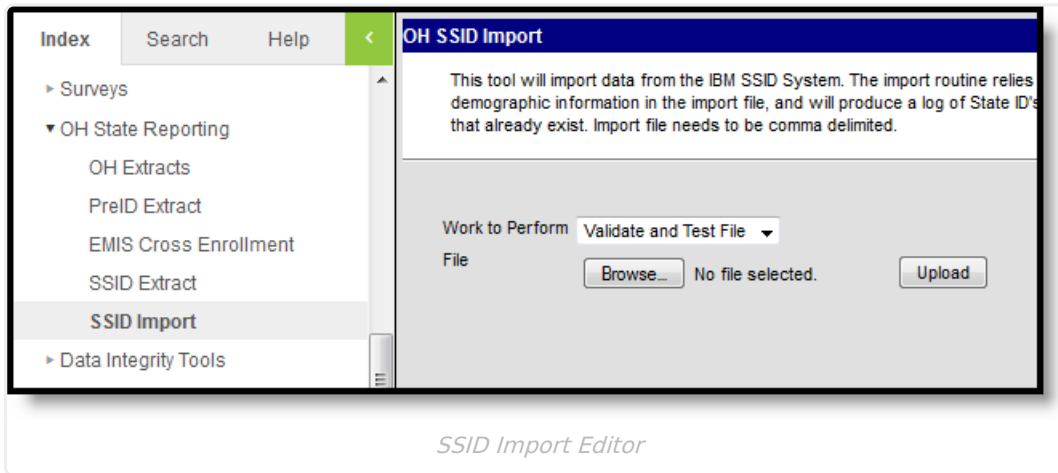 Index Search Help <
▸ Surveys
▾ OH State Reporting
OH Extracts
PreID Extract
EMIS Cross Enrollment
SSID Extract
SSID Import
▸ Data Integrity Tools
OH SSID Import
This tool will import data from the IBM SSID System. The import routine relies
demographic information in the import file, and will produce a log of State ID's
that already exist. Import file needs to be comma delimited.
Work to Perform Validate and Test File
File Browse... No file selected. Upload
SSID Import Editor